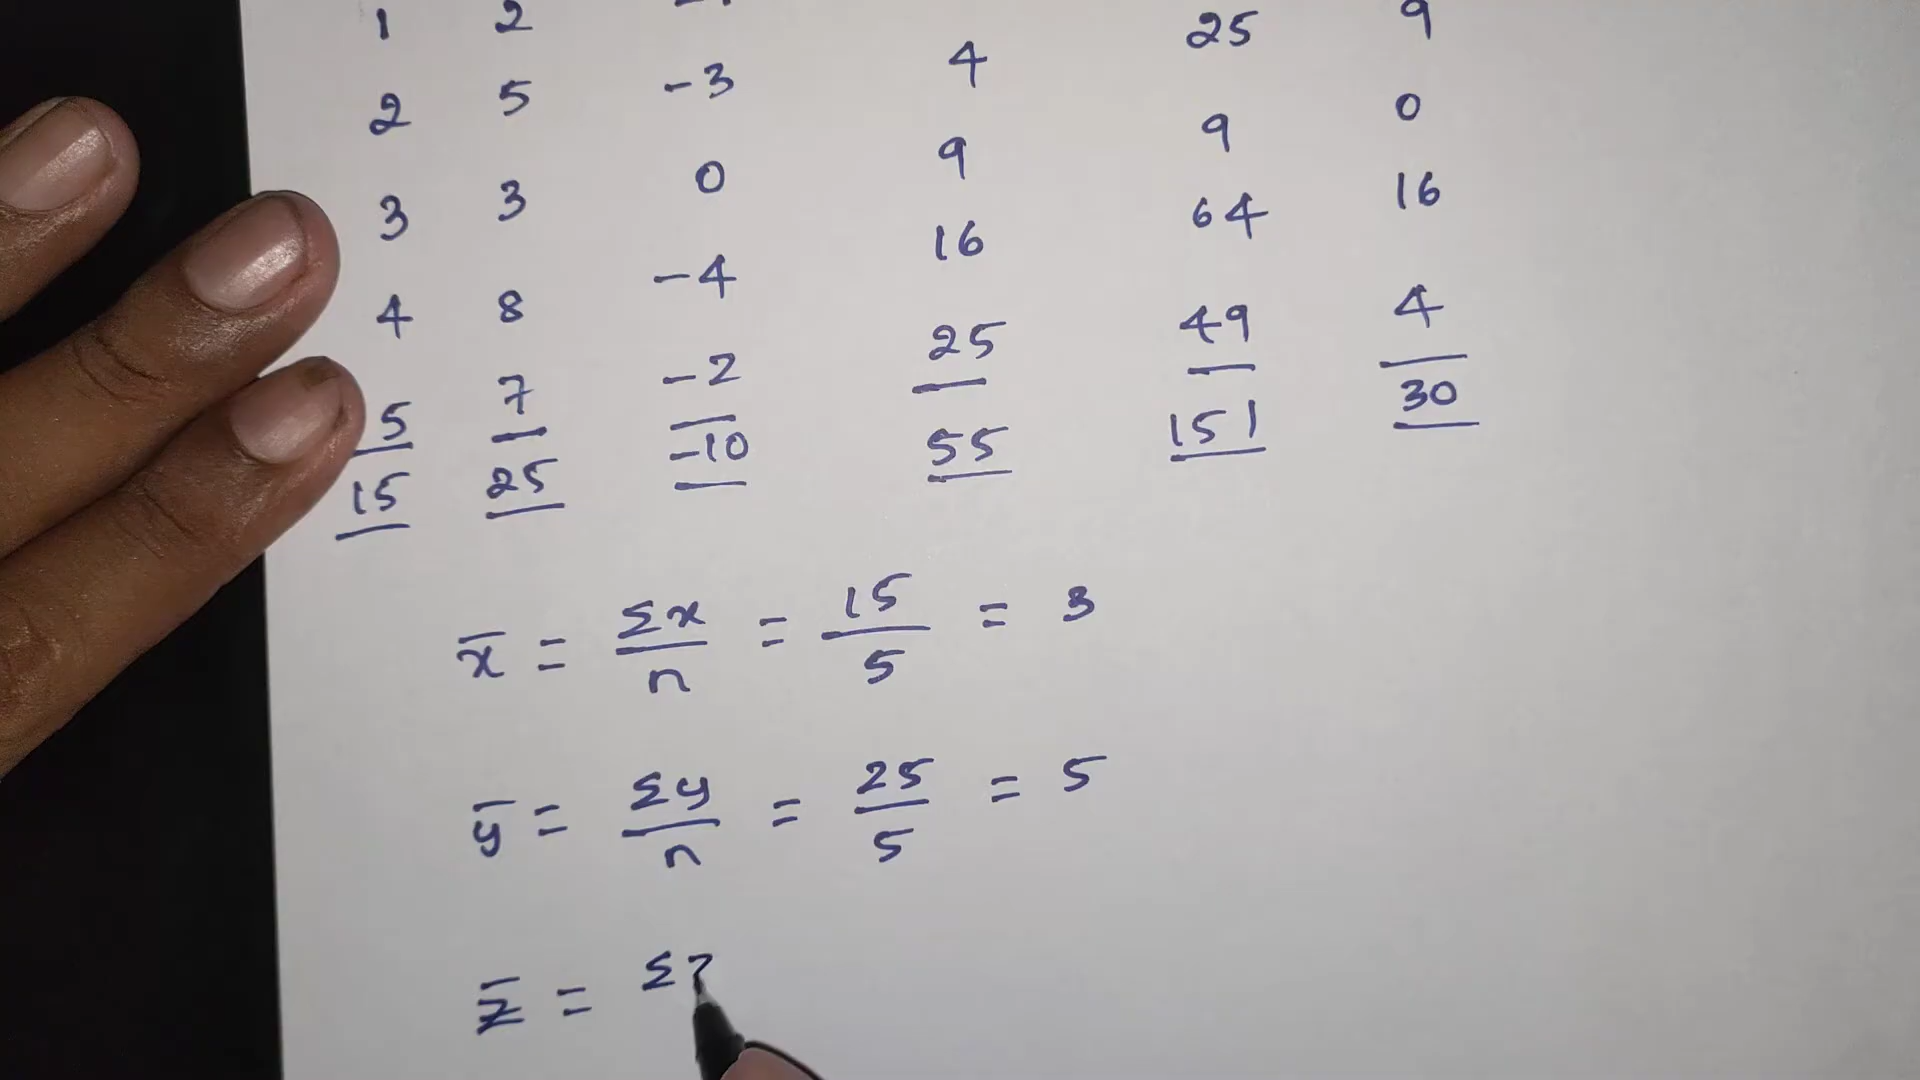 1 2 25 9
2 5 -3 4 9 0
3 3 0 9 64 16
4 8 -4 16 49 4
5 7 -2 25 151 30
15 25 -10 55
x̄ = Σx/n = 15/5 = 3
ȳ = Σy/n = 25/5 = 5
z̄ = Σ